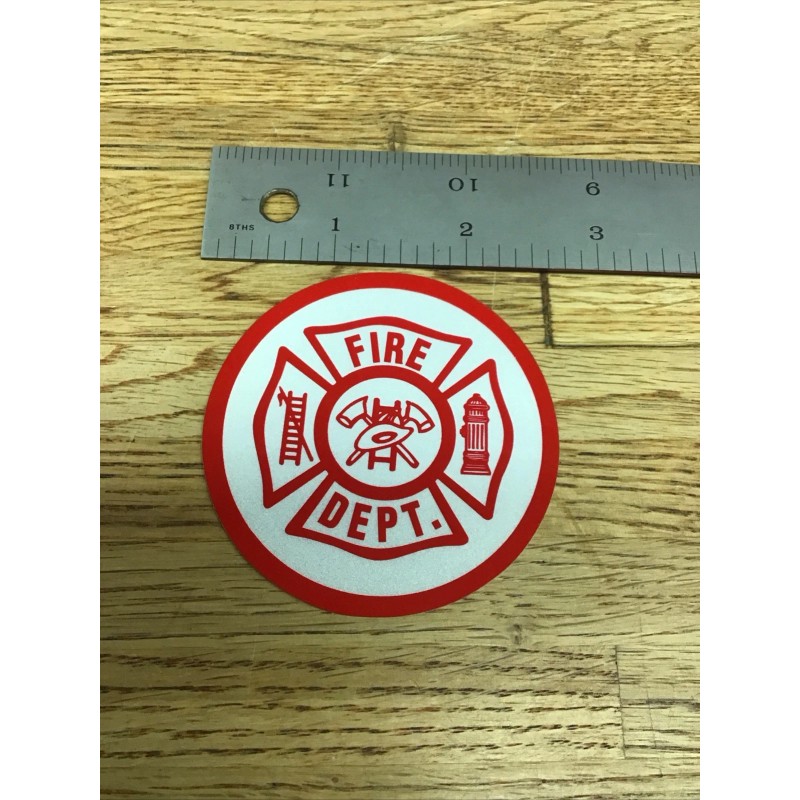 11 10 9
8THS 1 2 3
FIRE
DEPT.